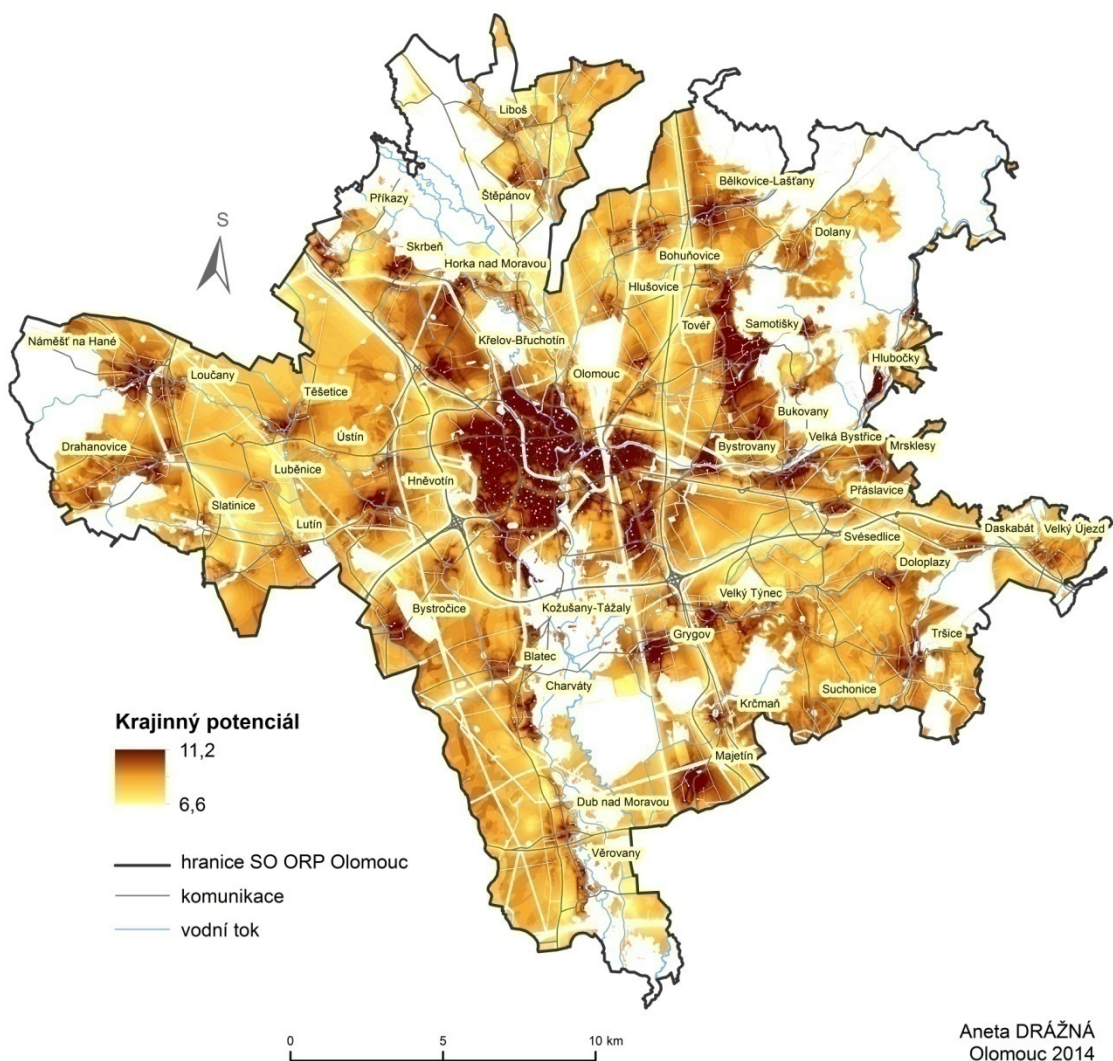 S
Liboš
Štěpánov
Příkazy
Skrbeň
Horka nad Moravou
Bělkovice-Lašťany
Dolany
Bohuňovice
Hlušovice
Tovéř
Samotišky
Hlubočky
Náměšť na Hané
Loučany
Těšetice
Křelov-Břuchotín
Olomouc
Bukovany
Drahanovice
Ústín
Bystrovany
Velká Bystřice
Mrsklesy
Luběnice
Hněvotín
Přáslavice
Slatinice
Lutín
Svésedlice
Daskabát
Velký Újezd
Doloplazy
Bystročice
Kožušany-Tážaly
Velký Týnec
Grygov
Tršice
Blatec
Charváty
Suchonice
Krčmaň
Majetín
Dub nad Moravou
Věrovany
Krajinný potenciál
11,2
6,6
hranice SO ORP Olomouc
komunikace
vodní tok
0 5 10 km
Aneta DRÁŽNÁ
Olomouc 2014